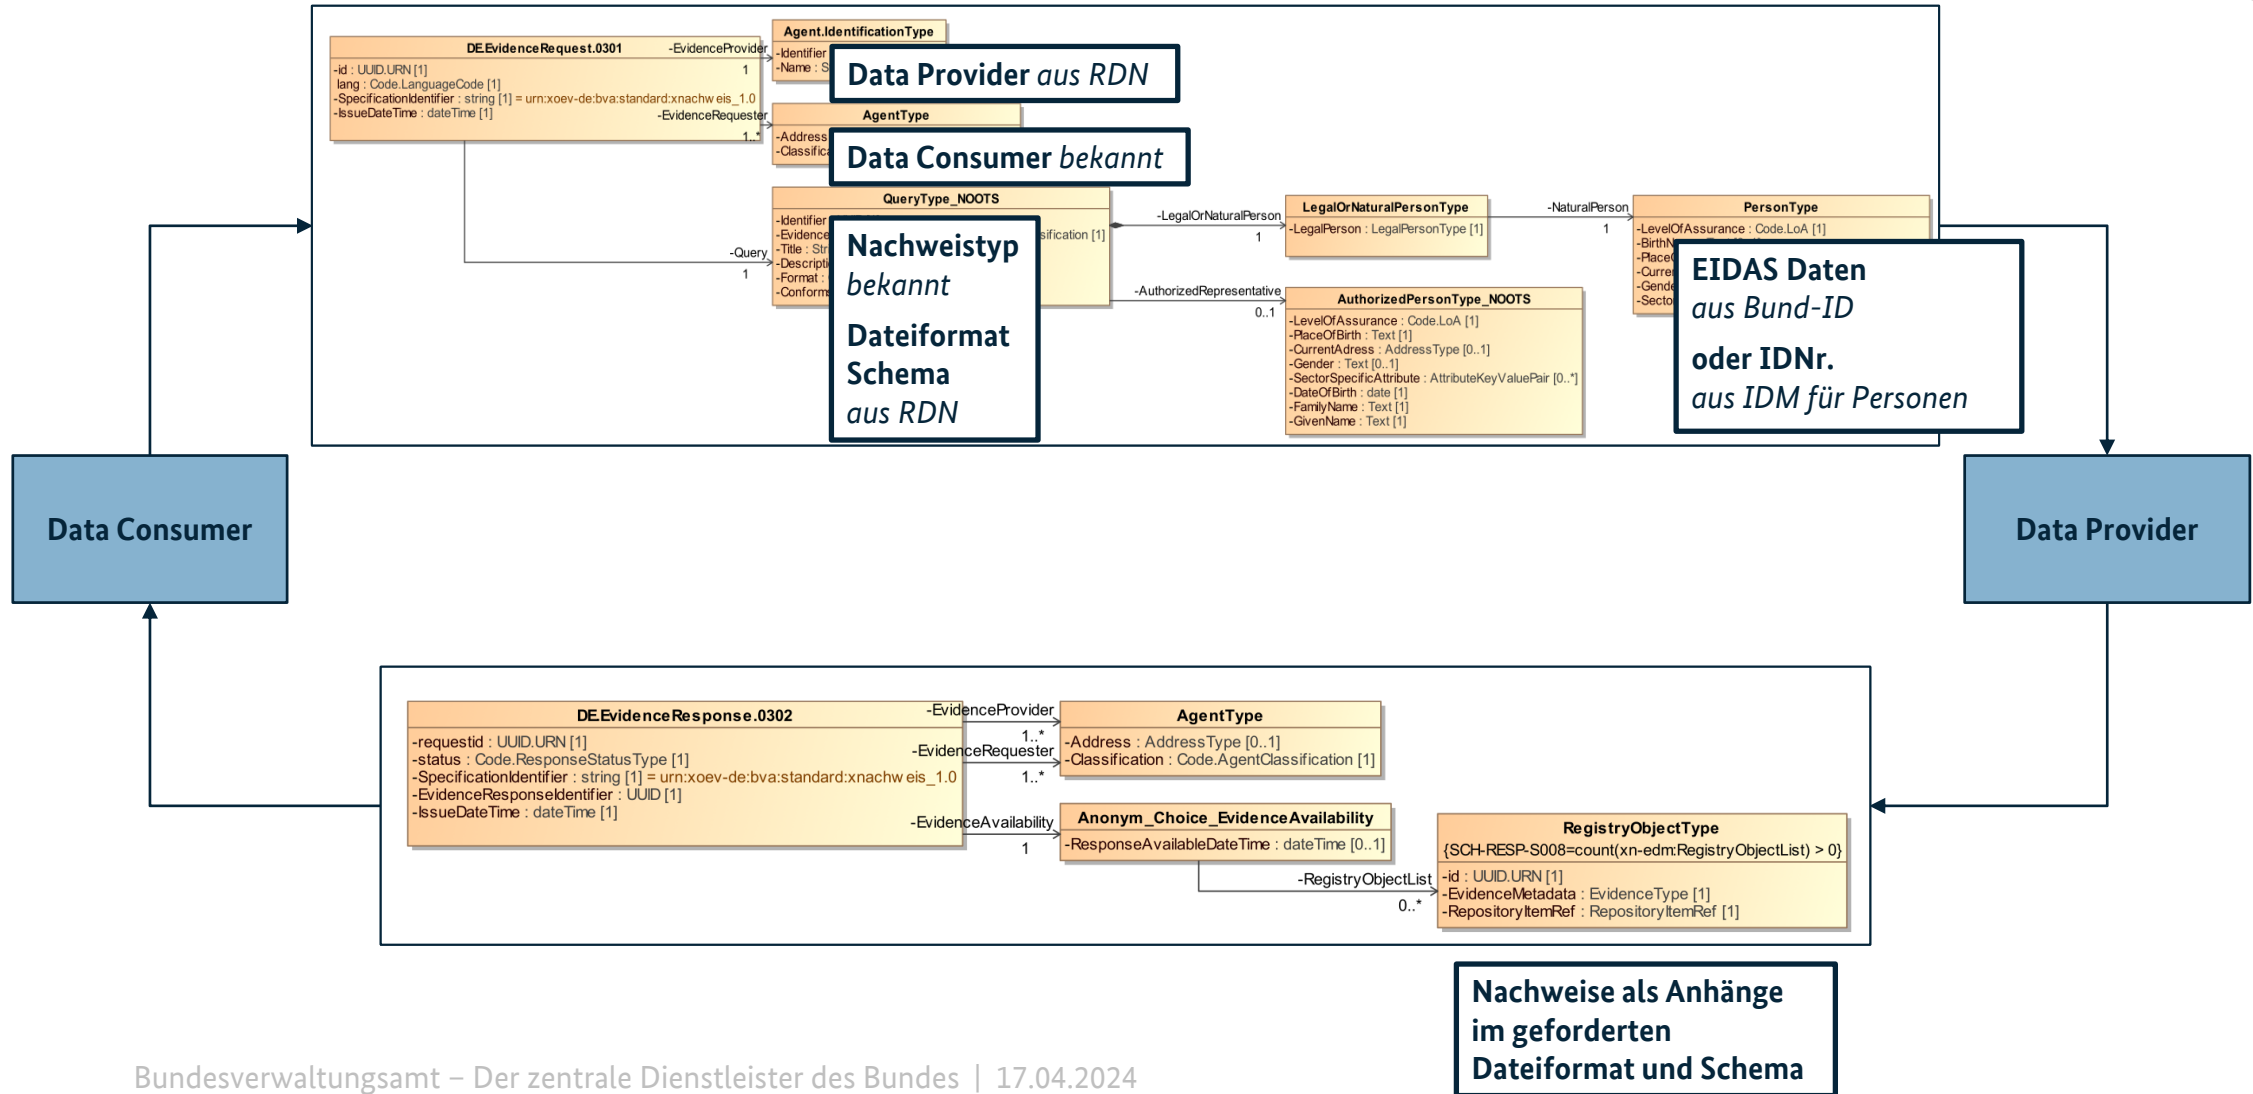 DE.EvidenceRequest.0301
-id : UUID.URN [1]
lang : Code.LanguageCode [1]
-SpecificationIdentifier : string [1] = urn:xoev-de:bva:standard:xnachweis_1.0
-IssueDateTime : dateTime [1]
-EvidenceProvider
1
-EvidenceRequester
1..*
-Query
1
Agent.IdentificationType
-Identifier
-Name :
Data Provider aus RDN
AgentType
-Address
Data Consumer bekannt
QueryType_NOOTS
-Identifier
-Evidence
-Title :
-Format :
[1]
Nachweistyp
bekannt
Dateiformat
Schema
aus RDN
-LegalOrNaturalPerson
1
LegalOrNaturalPersonType
-LegalPerson : LegalPersonType [1]
-NaturalPerson
1
PersonType
-LevelOfAssurance : Code.LoA [1]
EIDAS Daten
aus Bund-ID
oder IDNr.
aus IDM für Personen
-AuthorizedRepresentative
0..1
AuthorizedPersonType_NOOTS
-LevelOfAssurance : Code.LoA [1]
-PlaceOfBirth : Text [1]
-CurrentAdress : AddressType [0..1]
-Gender : Text [0..1]
-SectorSpecificAttribute : AttributeKeyValuePair [0..*]
-DateOfBirth : date [1]
-FamilyName : Text [1]
-GivenName : Text [1]
Data Consumer
Data Provider
DE.EvidenceResponse.0302
-requestid : UUID.URN [1]
-status : Code.ResponseStatusType [1]
-SpecificationIdentifier : string [1] = urn:xoev-de:bva:standard:xnachweis_1.0
-EvidenceResponseIdentifier : UUID [1]
-IssueDateTime : dateTime [1]
-EvidenceProvider
1..*
-EvidenceRequester
1..*
-EvidenceAvailability
1
AgentType
-Address : AddressType [0..1]
-Classification : Code.AgentClassification [1]
Anonym_Choice_EvidenceAvailability
-ResponseAvailableDateTime : dateTime [0..1]
-RegistryObjectList
0..*
RegistryObjectType
{SCH-RESP-S008=count(xn-edm:RegistryObjectList) > 0}
-id : UUID.URN [1]
-EvidenceMetadata : EvidenceType [1]
-RepositoryItemRef : RepositoryItemRef [1]
Nachweise als Anhänge
im geforderten
Dateiformat und Schema
Bundesverwaltungsamt – Der zentrale Dienstleister des Bundes | 17.04.2024